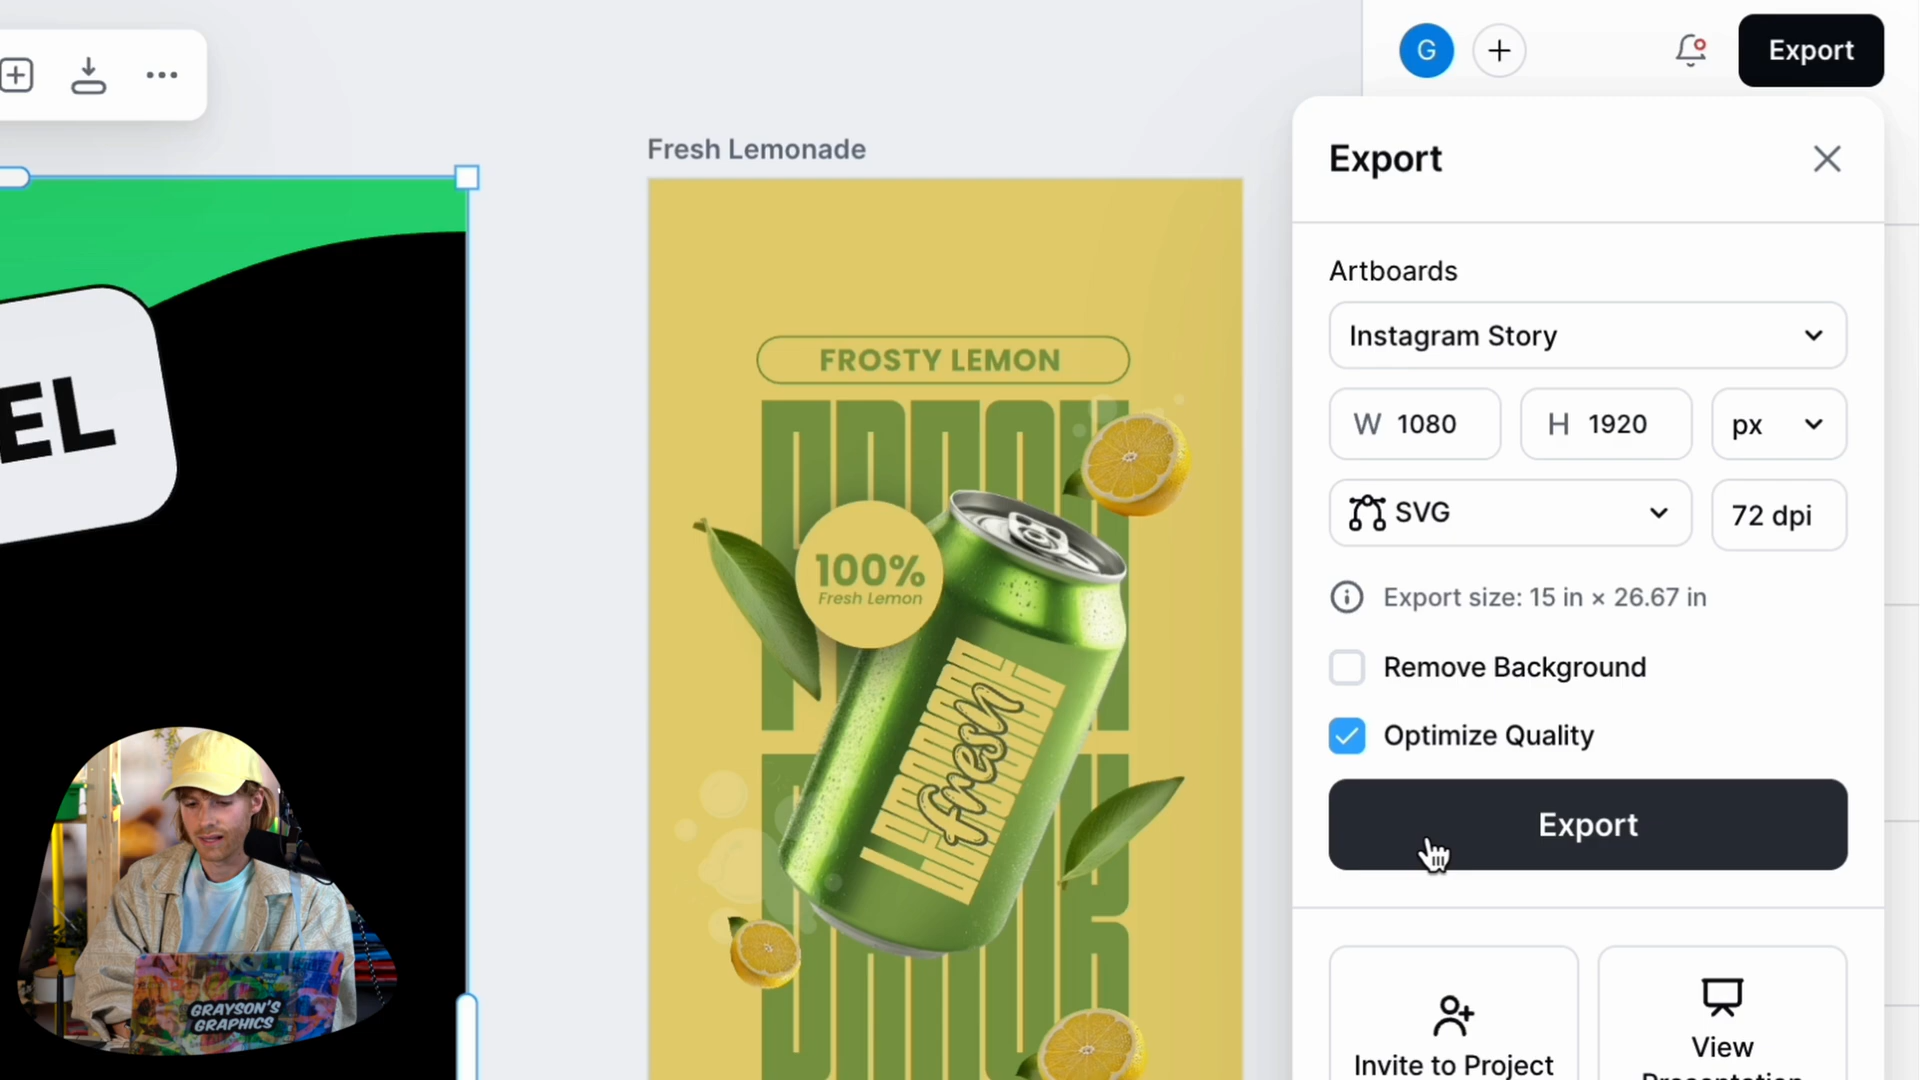 G
+
Export
Fresh Lemonade
Export
Artboards
Instagram Story
W 1080
H 1920
px
SVG
72 dpi
Export size: 15 in × 26.67 in
Remove Background
Optimize Quality
Export
Invite to Project
View
Presentation
EL
FROSTY LEMON
100%
Fresh Lemon
fresh
GRAYSON'S
GRAPHICS